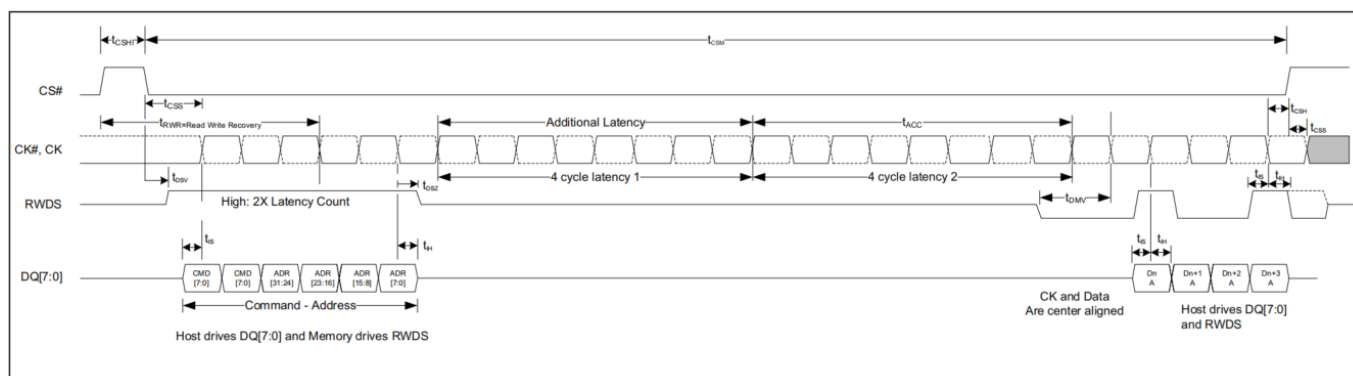 tCSHI
tCSM
CS#
tCSS
tCSH
tRWR=Read Write Recovery
Additional Latency
tACC
tCSS
CK#, CK
4 cycle latency 1
4 cycle latency 2
tDSV
tDSZ
tDMV
tIS
tIH
RWDS
High: 2X Latency Count
tIS
tIH
tIS
tIH
DQ[7:0]
CMD [7:0]
CMD [7:0]
ADR [31:24]
ADR [23:16]
ADR [15:8]
ADR [7:0]
Dn A
Dn+1 A
Dn+2 A
Dn+3 A
Command - Address
CK and Data
Are center aligned
Host drives DQ[7:0]
and RWDS
Host drives DQ[7:0] and Memory drives RWDS